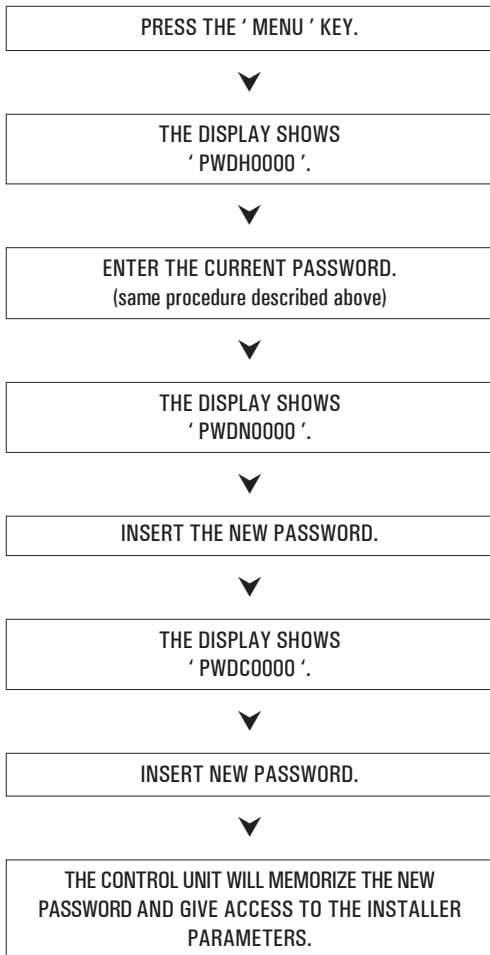 PRESS THE ‘ MENU ’ KEY.
THE DISPLAY SHOWS
‘ PWDH0000 ’.
ENTER THE CURRENT PASSWORD.
(same procedure described above)
THE DISPLAY SHOWS
‘ PWDN0000 ’.
INSERT THE NEW PASSWORD.
THE DISPLAY SHOWS
‘ PWDC0000 ‘.
INSERT NEW PASSWORD.
THE CONTROL UNIT WILL MEMORIZE THE NEW
PASSWORD AND GIVE ACCESS TO THE INSTALLER
PARAMETERS.